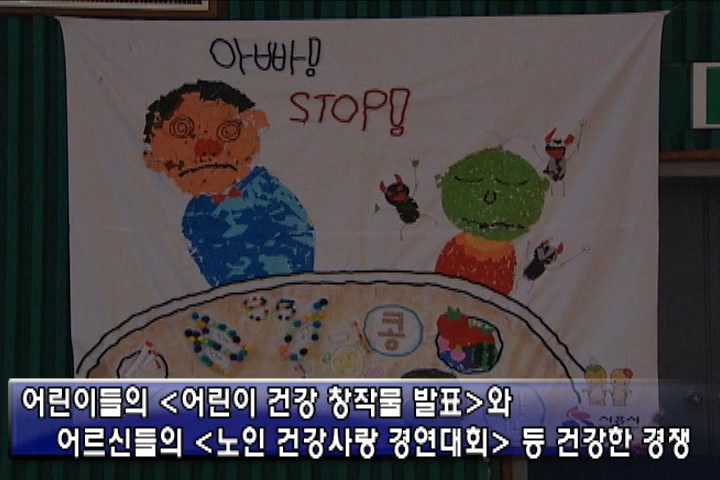 아빠!
STOP!
콩
어린이들의 <어린이 건강 창작물 발표>와
어르신들의 <노인 건강사랑 경연대회> 등 건강한 경쟁